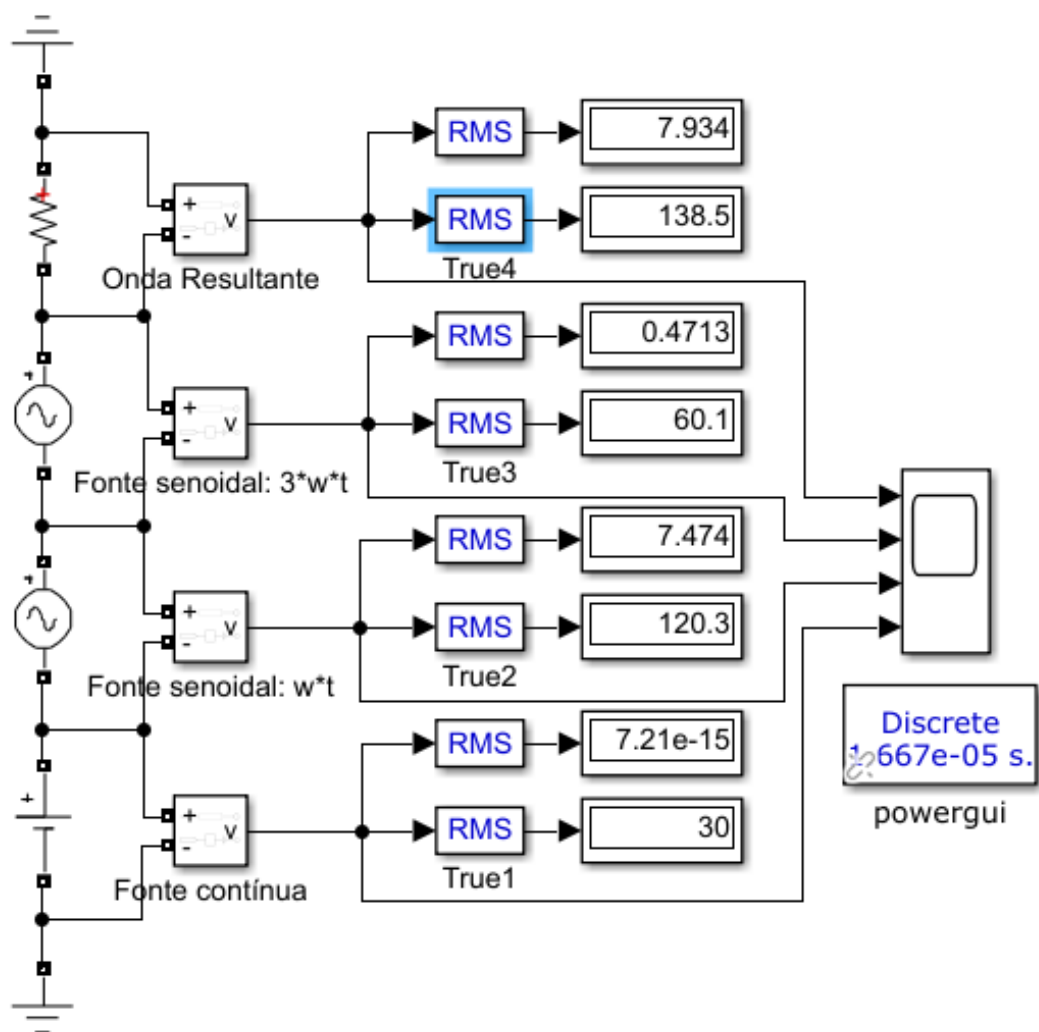 RMS
7.934
RMS
138.5
True4
+
-
v
Onda Resultante
RMS
0.4713
RMS
60.1
True3
+
+
-
v
Fonte senoidal: 3*w*t
RMS
7.474
RMS
120.3
True2
+
+
-
v
Fonte senoidal: w*t
RMS
7.21e-15
RMS
30
True1
+
+
-
v
Fonte contínua
Discrete
1.667e-05 s.
powergui